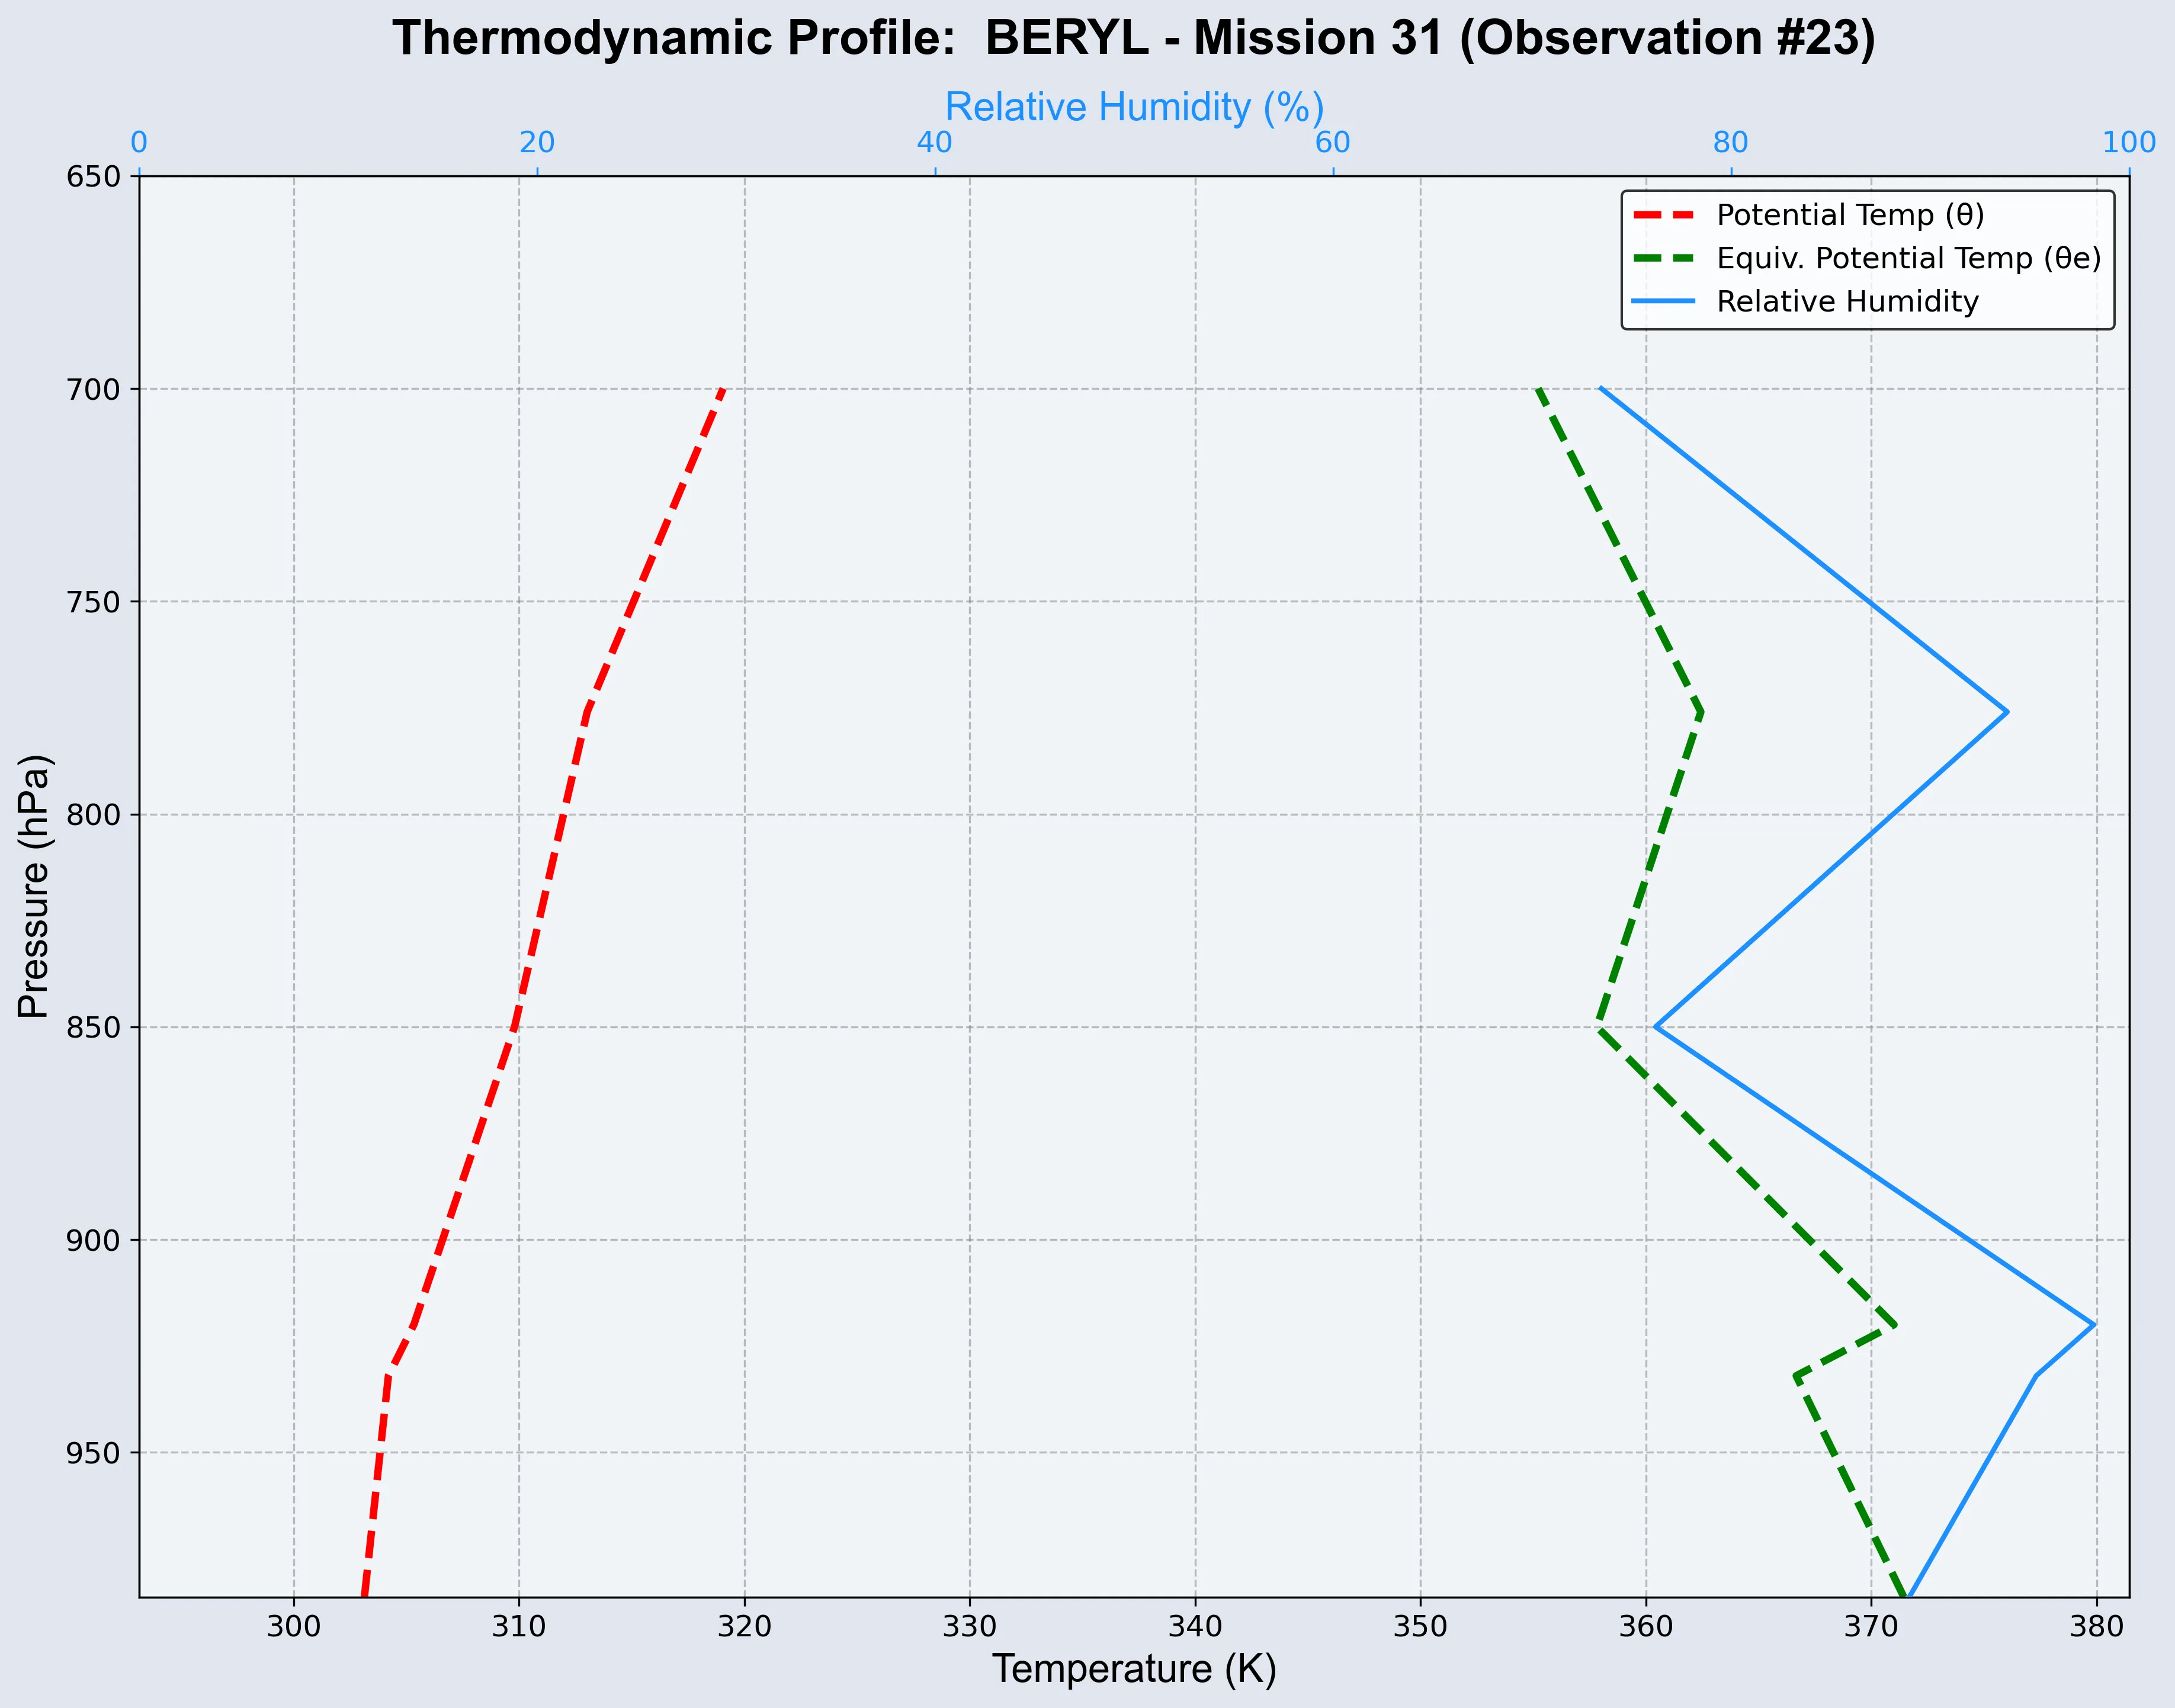 Thermodynamic Profile:  BERYL - Mission 31 (Observation #23)
Relative Humidity (%)
0 20 40 60 80 100
Potential Temp (θ)
Equiv. Potential Temp (θe)
Relative Humidity
Pressure (hPa)
650
700
750
800
850
900
950
300 310 320 330 340 350 360 370 380
Temperature (K)